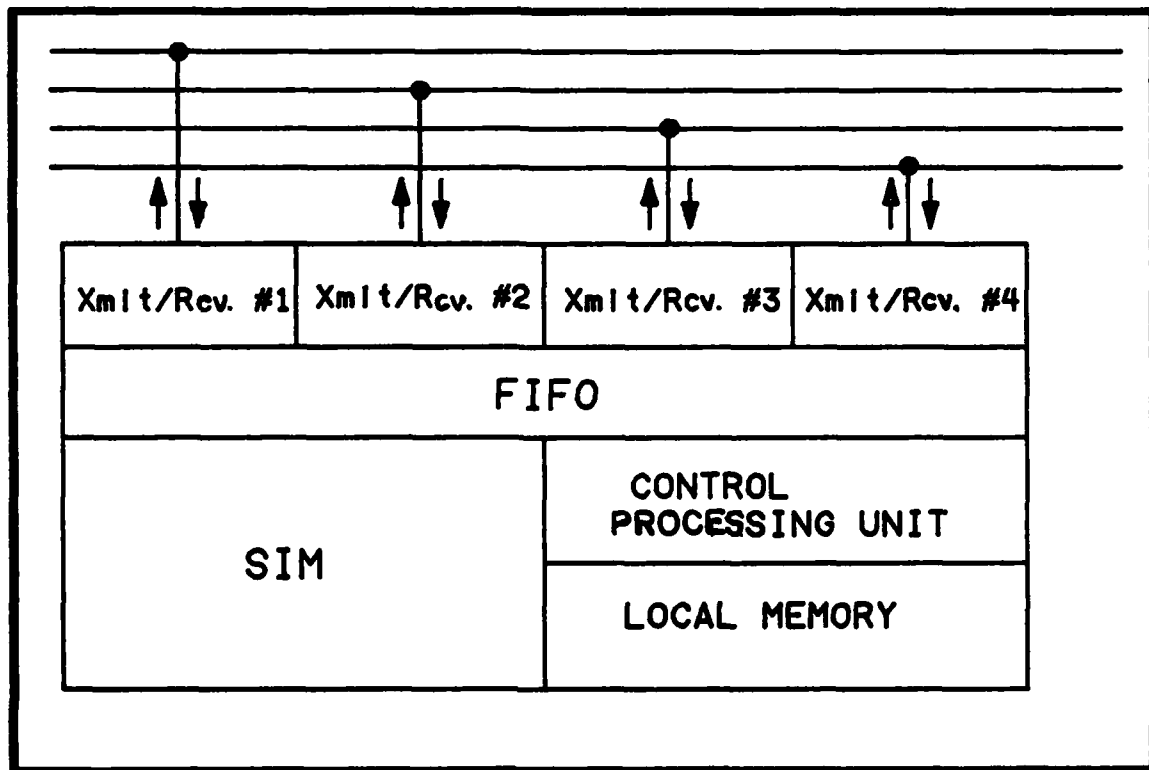 Xmit/Rcv. #1 Xmit/Rcv. #2 Xmit/Rcv. #3 Xmit/Rcv. #4
FIFO
SIM
CONTROL
PROCESSING UNIT
LOCAL MEMORY